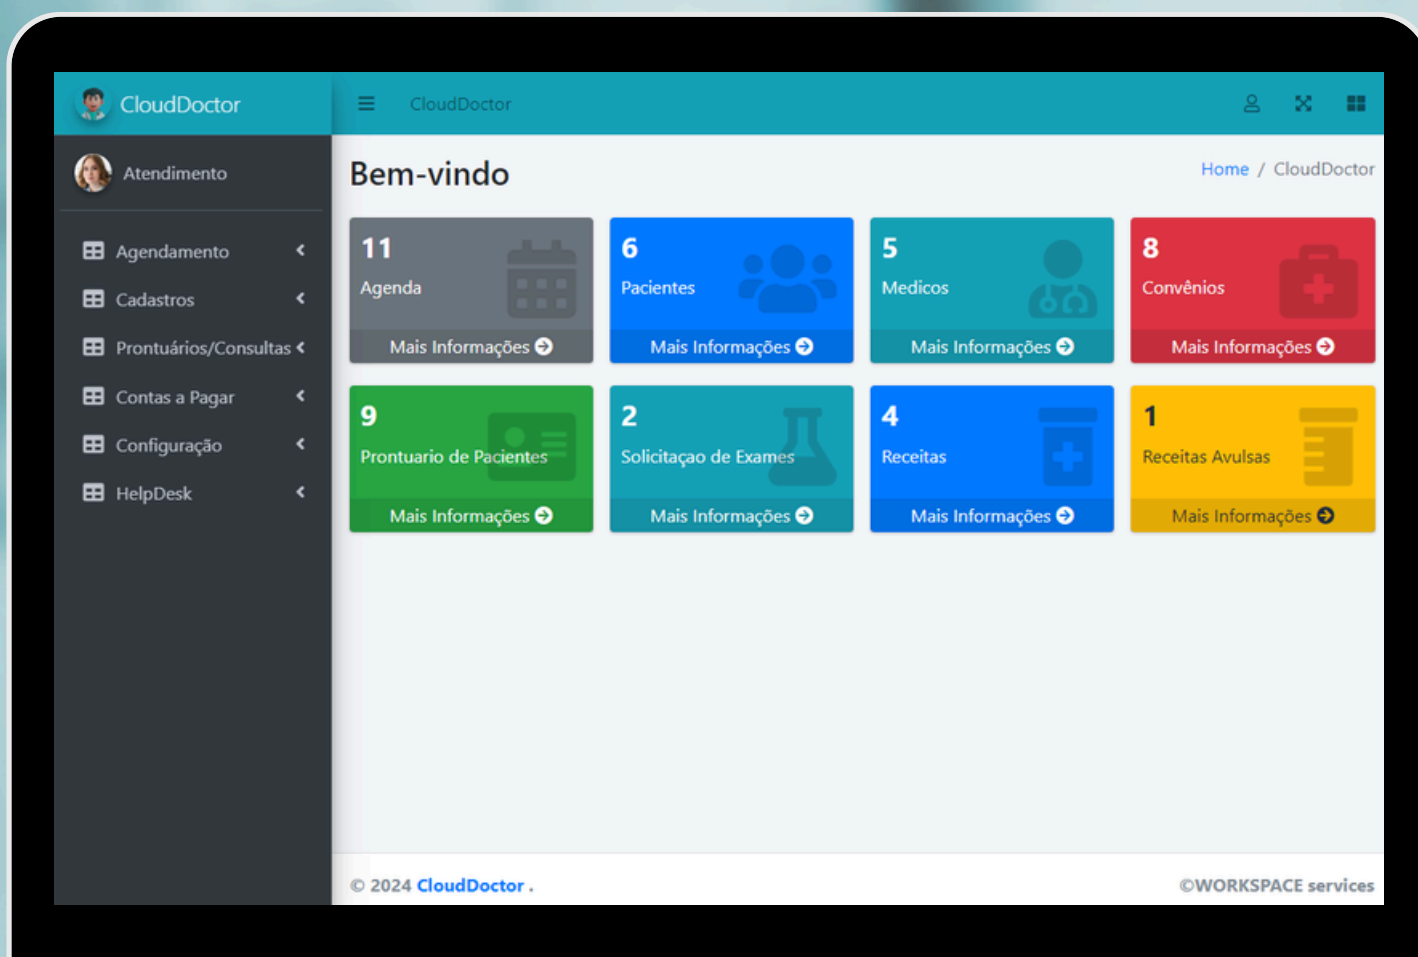 CloudDoctor
CloudDoctor
Atendimento
Agendamento
Cadastros
Prontuários/Consultas
Contas a Pagar
Configuração
HelpDesk
Bem-vindo
Home / CloudDoctor
11
Agenda
Mais Informações
6
Pacientes
Mais Informações
5
Medicos
Mais Informações
8
Convênios
Mais Informações
9
Prontuario de Pacientes
Mais Informações
2
Solicitaçao de Exames
Mais Informações
4
Receitas
Mais Informações
1
Receitas Avulsas
Mais Informações
© 2024 CloudDoctor .
©WORKSPACE services